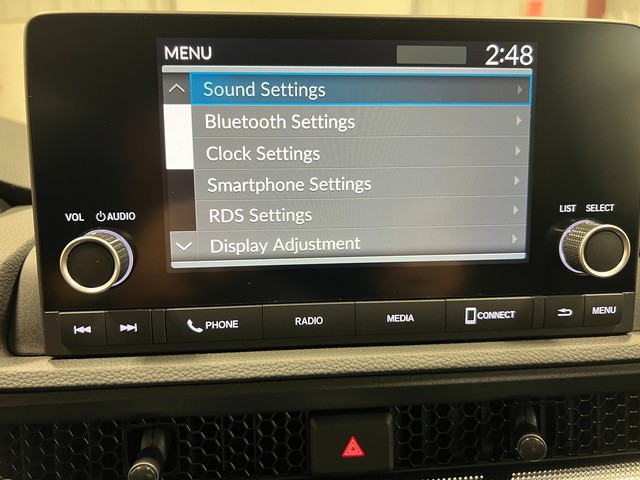 MENU 2:48
Sound Settings
Bluetooth Settings
Clock Settings
Smartphone Settings
RDS Settings
Display Adjustment
VOL AUDIO
LIST SELECT
PHONE RADIO MEDIA CONNECT MENU